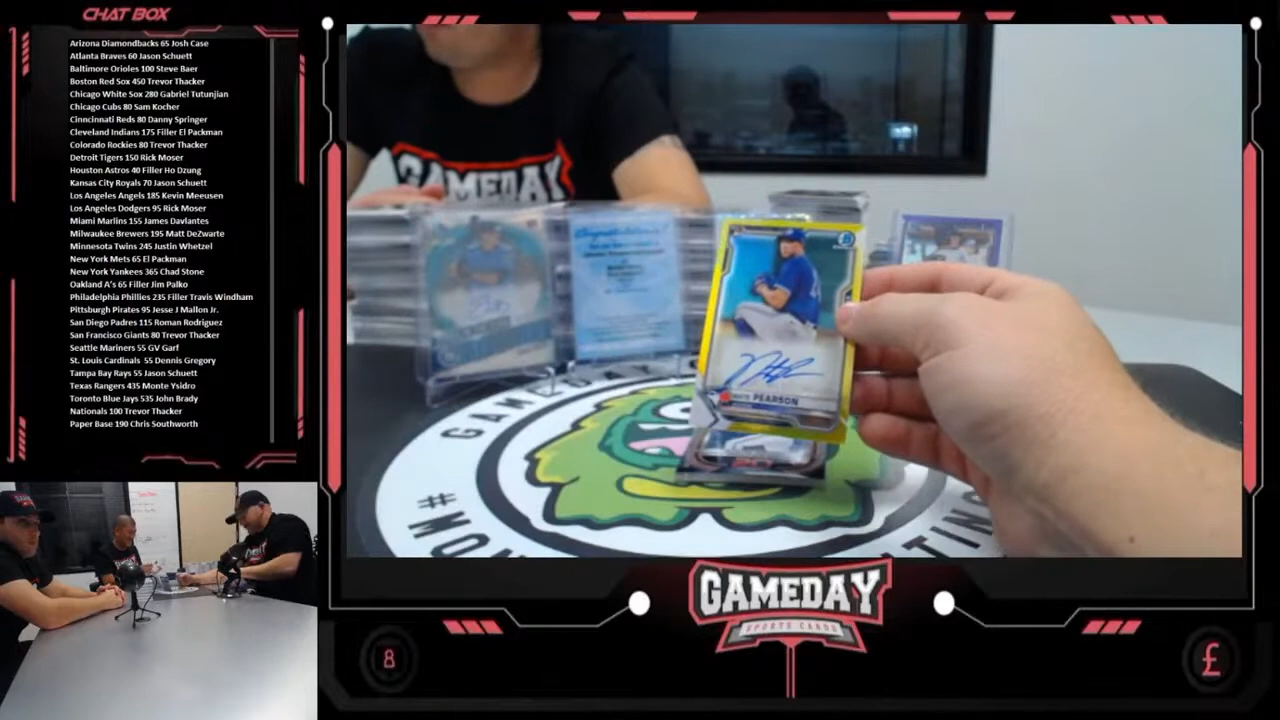 CHAT BOX
Arizona Diamondbacks 65 Josh Case
Atlanta Braves 60 Jason Schuett
Baltimore Orioles 100 Steve Baer
Boston Red Sox 450 Trevor Thacker
Chicago White Sox 280 Gabriel Tutunjian
Chicago Cubs 80 Sam Kocher
Cinncinnati Reds 80 Danny Springer
Cleveland Indians 175 Filler El Packman
Colorado Rockies 80 Trevor Thacker
Detroit Tigers 150 Rick Moser
Houston Astros 40 Filler Ho Dzung
Kansas City Royals 70 Jason Schuett
Los Angeles Angels 185 Kevin Meeusen
Los Angeles Dodgers 95 Rick Moser
Miami Marlins 155 James Davlantes
Milwaukee Brewers 195 Matt DeZwarte
Minnesota Twins 245 Justin Whetzel
New York Mets 65 El Packman
New York Yankees 365 Chad Stone
Oakland A's 65 Filler Jim Palko
Philadelphia Phillies 235 Filler Travis Windham
Pittsburgh Pirates 95 Jesse J Mallon Jr.
San Diego Padres 115 Roman Rodriguez
San Francisco Giants 80 Trevor Thacker
Seattle Mariners 55 GV Garf
St. Louis Cardinals 55 Dennis Gregory
Tampa Bay Rays 55 Jason Schuett
Texas Rangers 435 Monte Ysidro
Toronto Blue Jays 535 John Brady
Nationals 100 Trevor Thacker
Paper Base 190 Chris Southworth
GAMEDAY
Congratulations!
NATE PEARSON
GAMEDAY
#MON
ATING
GAMEDAY
SPORTS CARDS
8
£